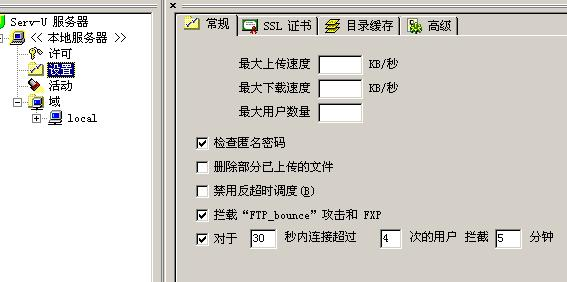 Serv-U 服务器
<< 本地服务器 >>
许可
设置
活动
域
local
常规 SSL 证书 目录缓存 高级
最大上传速度 KB/秒
最大下载速度 KB/秒
最大用户数量
检查匿名密码
删除部分已上传的文件
禁用反超时调度(B)
拦截“FTP_bounce”攻击和 FXP
对于 30 秒内连接超过 4 次的用户 拦截 5 分钟